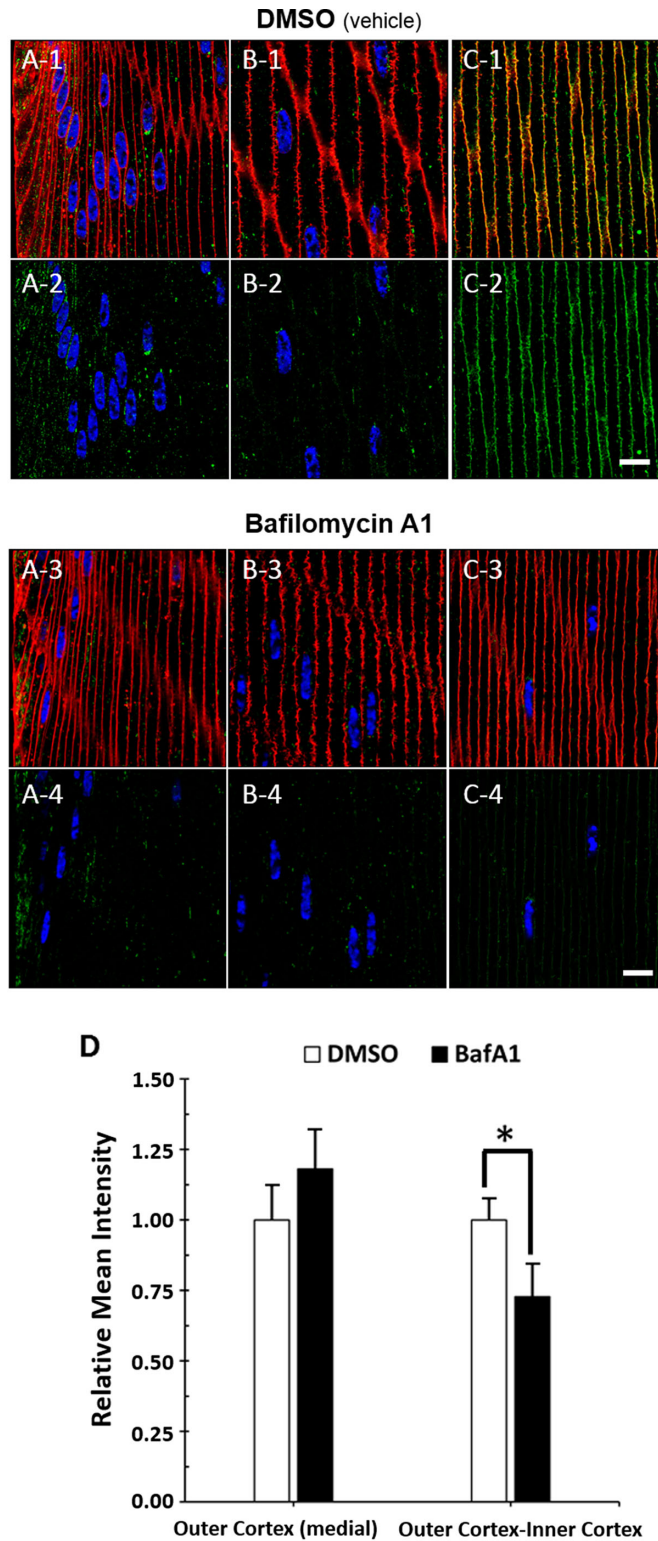 DMSO (vehicle)
A-1 B-1 C-1
A-2 B-2 C-2
Bafilomycin A1
A-3 B-3 C-3
A-4 B-4 C-4
D
DMSO BafA1
1.50
1.25
1.00
0.75
0.50
0.25
0.00
Relative Mean Intensity
*
Outer Cortex (medial) Outer Cortex-Inner Cortex